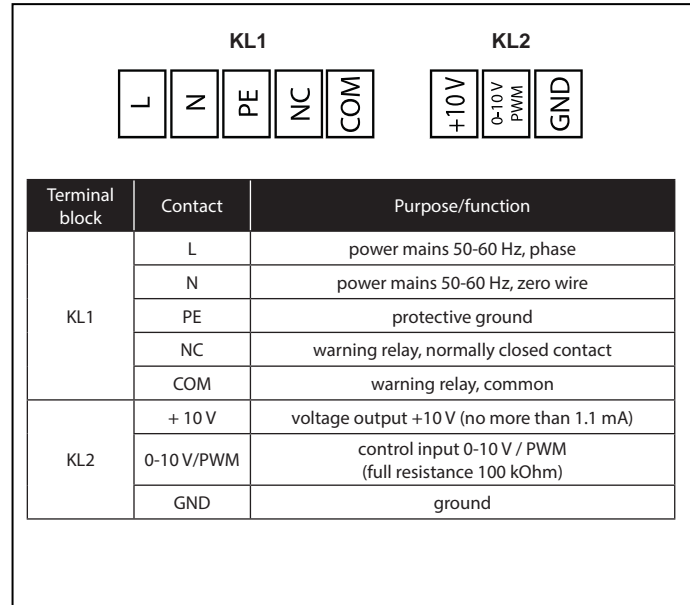 KL1 KL2
L N PE NC COM +10 V 0-10 V PWM GND
Terminal block Contact Purpose/function
KL1
L power mains 50-60 Hz, phase
N power mains 50-60 Hz, zero wire
PE protective ground
NC warning relay, normally closed contact
COM warning relay, common
KL2
+ 10 V voltage output +10 V (no more than 1.1 mA)
0-10 V/PWM control input 0-10 V / PWM
(full resistance 100 kOhm)
GND ground